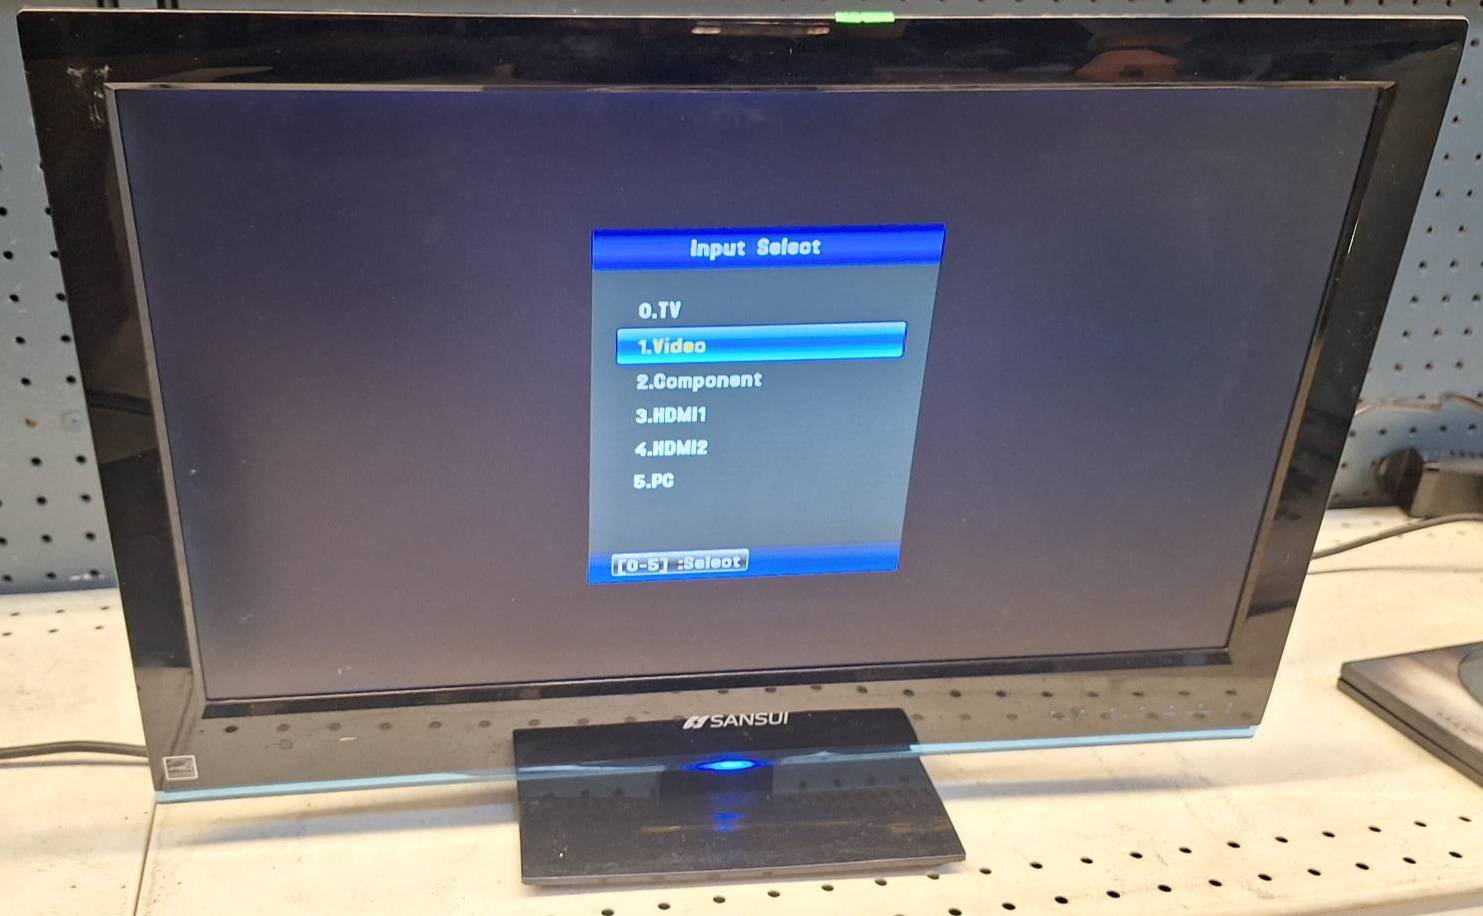 Input Select
0.TV
1.Video
2.Component
3.HDMI1
4.HDMI2
5.PC
[0-5] :Select
SANSUI